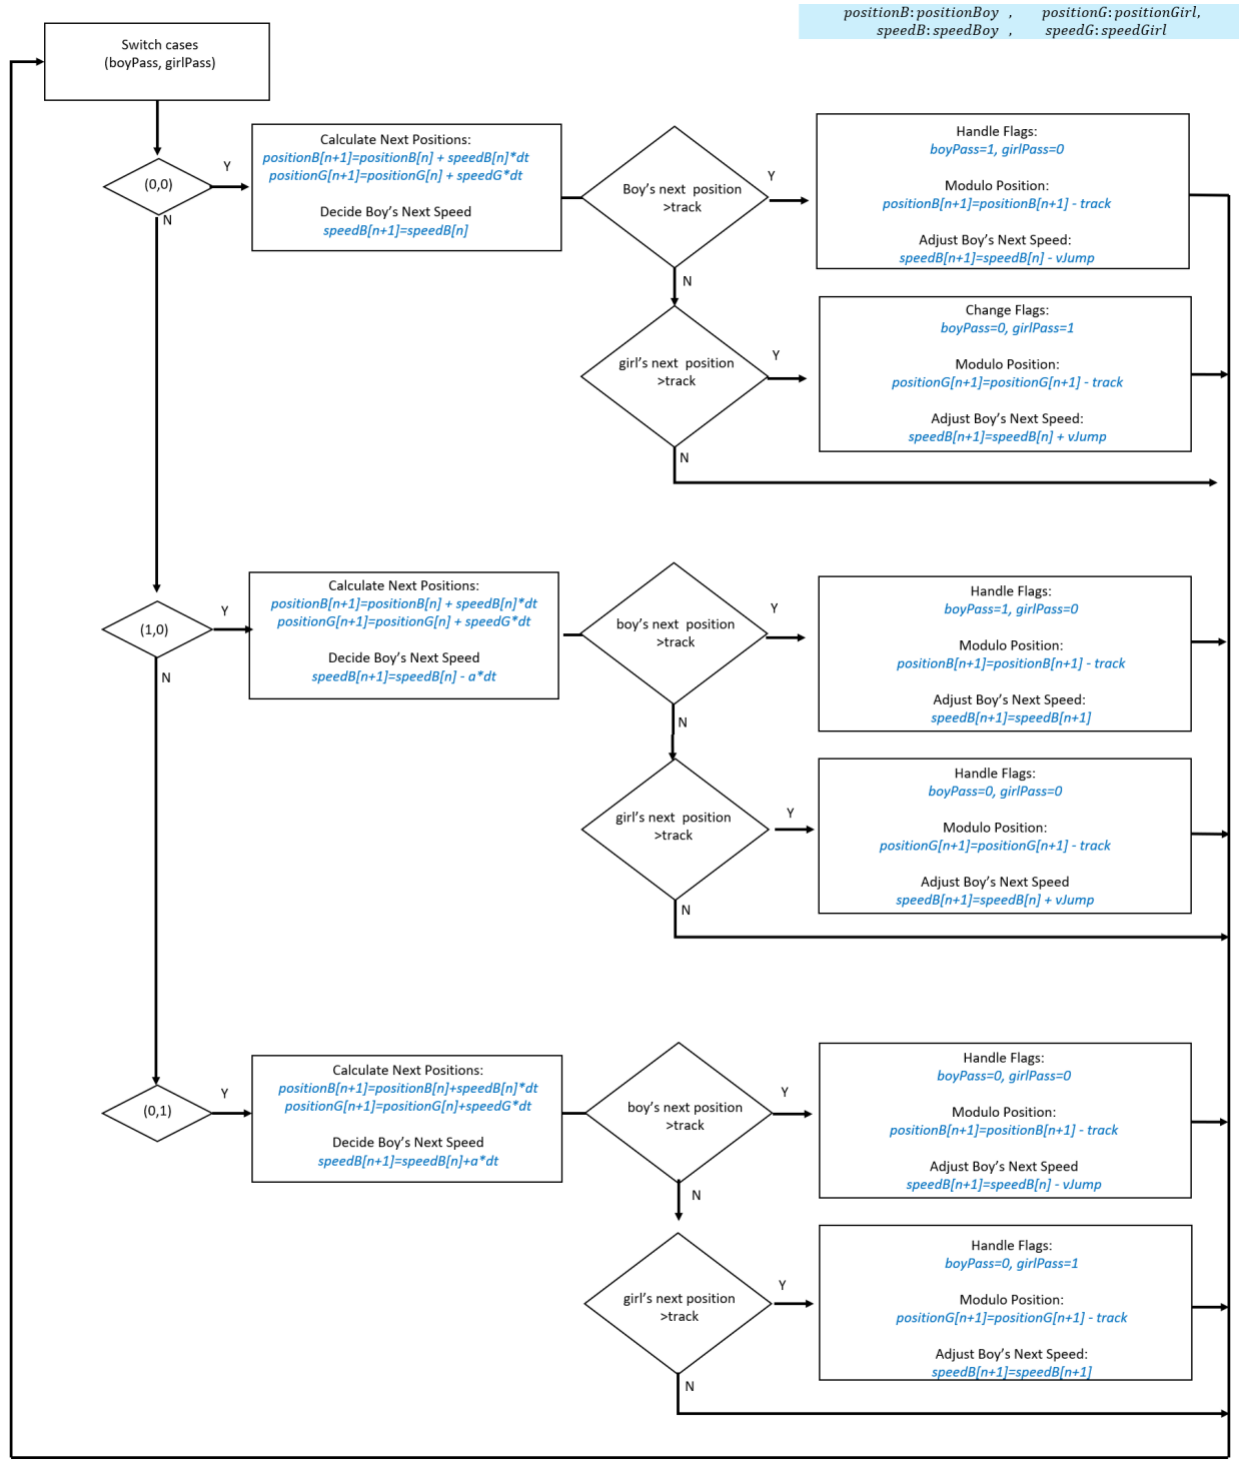 positionB: positionBoy , positionG: positionGirl,
speedB: speedBoy , speedG: speedGirl
Switch cases
(boyPass, girlPass)
(0,0)
Y
N
Calculate Next Positions:
positionB[n+1]=positionB[n] + speedB[n]*dt
positionG[n+1]=positionG[n] + speedG*dt
Decide Boy's Next Speed
speedB[n+1]=speedB[n]
Boy's next position
>track
Y
N
Handle Flags:
boyPass=1, girlPass=0
Modulo Position:
positionB[n+1]=positionB[n+1] - track
Adjust Boy's Next Speed:
speedB[n+1]=speedB[n] - vJump
girl's next position
>track
Y
N
Change Flags:
boyPass=0, girlPass=1
Modulo Position:
positionG[n+1]=positionG[n+1] - track
Adjust Boy's Next Speed:
speedB[n+1]=speedB[n] + vJump
(1,0)
Y
N
Calculate Next Positions:
positionB[n+1]=positionB[n] + speedB[n]*dt
positionG[n+1]=positionG[n] + speedG*dt
Decide Boy's Next Speed
speedB[n+1]=speedB[n] - a*dt
boy's next position
>track
Y
N
Handle Flags:
boyPass=1, girlPass=0
Modulo Position:
positionB[n+1]=positionB[n+1] - track
Adjust Boy's Next Speed:
speedB[n+1]=speedB[n+1]
girl's next position
>track
Y
N
Handle Flags:
boyPass=0, girlPass=0
Modulo Position:
positionG[n+1]=positionG[n+1] - track
Adjust Boy's Next Speed
speedB[n+1]=speedB[n] + vJump
(0,1)
Y
Calculate Next Positions:
positionB[n+1]=positionB[n]+speedB[n]*dt
positionG[n+1]=positionG[n]+speedG*dt
Decide Boy's Next Speed
speedB[n+1]=speedB[n]+a*dt
boy's next position
>track
Y
N
Handle Flags:
boyPass=0, girlPass=0
Modulo Position:
positionB[n+1]=positionB[n+1] - track
Adjust Boy's Next Speed
speedB[n+1]=speedB[n] - vJump
girl's next position
>track
Y
N
Handle Flags:
boyPass=0, girlPass=1
Modulo Position:
positionG[n+1]=positionG[n+1] - track
Adjust Boy's Next Speed:
speedB[n+1]=speedB[n+1]